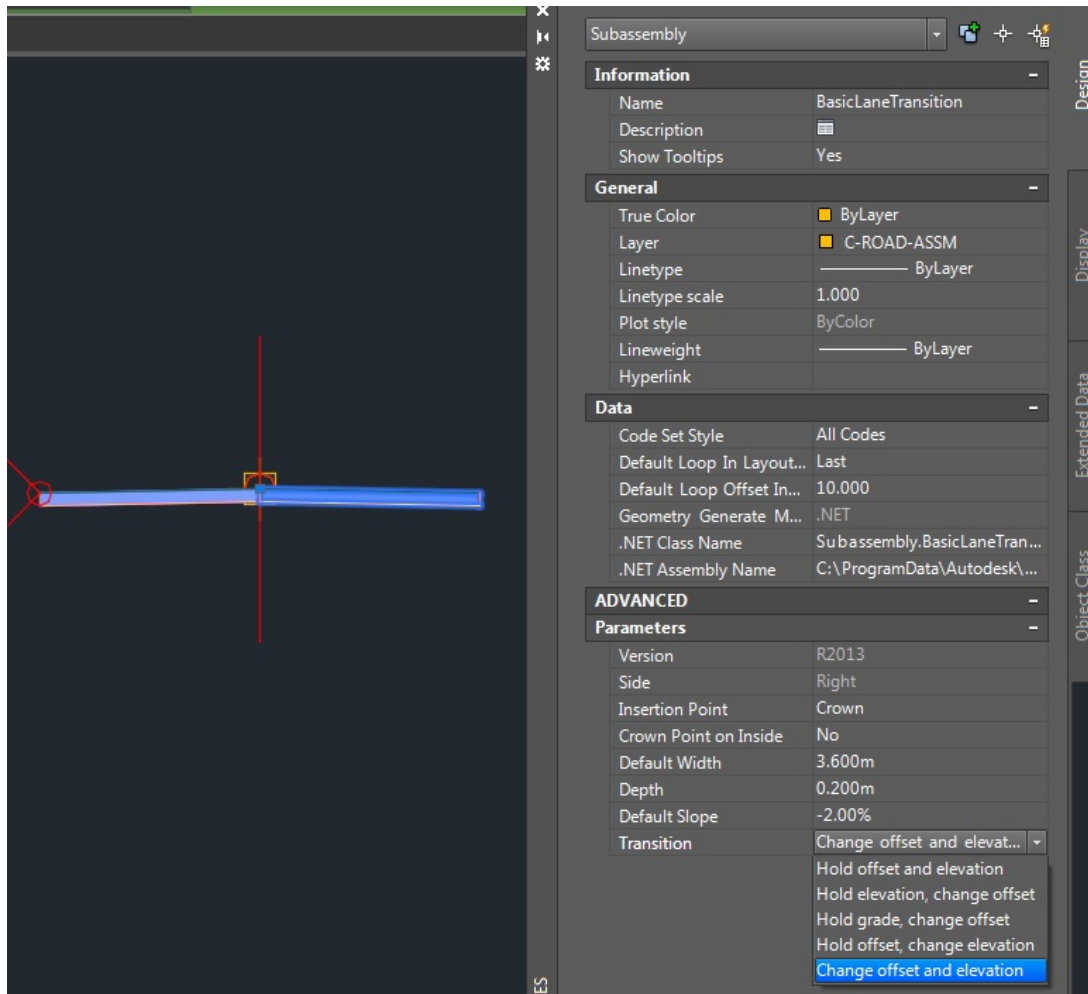 Subassembly
Information
Name BasicLaneTransition
Description
Show Tooltips Yes
General
True Color ByLayer
Layer C-ROAD-ASSM
Linetype ByLayer
Linetype scale 1.000
Plot style ByColor
Lineweight ByLayer
Hyperlink
Data
Code Set Style All Codes
Default Loop In Layout... Last
Default Loop Offset In... 10.000
Geometry Generate M... .NET
.NET Class Name Subassembly.BasicLaneTran...
.NET Assembly Name C:\ProgramData\Autodesk\...
ADVANCED
Parameters
Version R2013
Side Right
Insertion Point Crown
Crown Point on Inside No
Default Width 3.600m
Depth 0.200m
Default Slope -2.00%
Transition Change offset and elevat...
Hold offset and elevation
Hold elevation, change offset
Hold grade, change offset
Hold offset, change elevation
Change offset and elevation
Design
Display
Extended Data
Object Class
ES